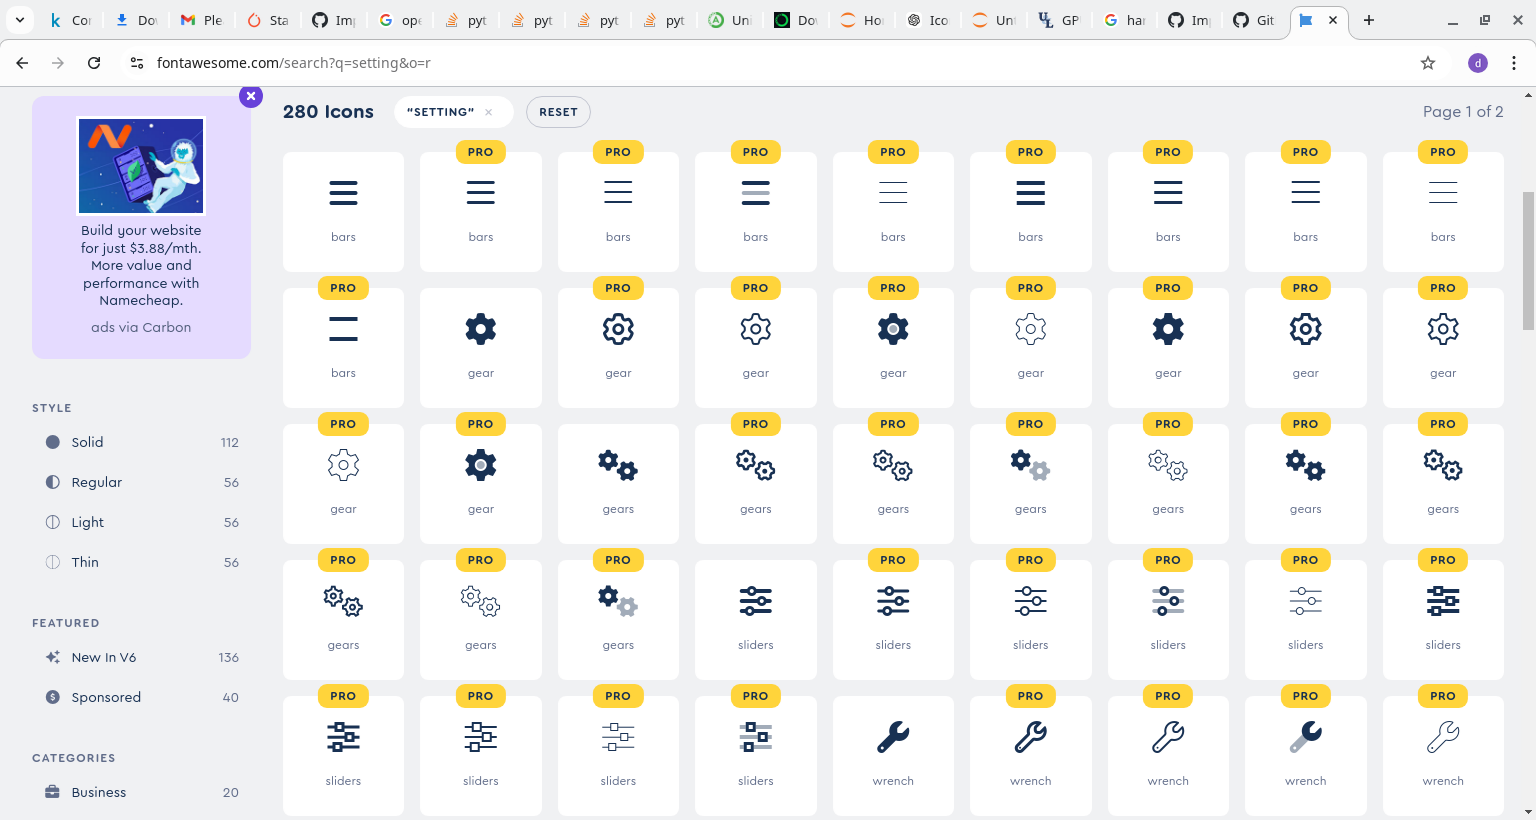 Cor
Dov
Ple
Sta
Imp
ope
pyt
pyt
pyt
pyt
Uni
Dov
Ho
Ico
Unt
GP
har
Imp
Git
fontawesome.com/search?q=setting&o=r
d
Build your website
for just $3.88/mth.
More value and
performance with
Namecheap.
ads via Carbon
STYLE
Solid 112
Regular 56
Light 56
Thin 56
FEATURED
New In V6 136
Sponsored 40
CATEGORIES
Business 20
280 Icons "SETTING" × RESET Page 1 of 2
PRO PRO PRO PRO PRO PRO PRO PRO
bars bars bars bars bars bars bars bars bars
PRO PRO PRO PRO PRO PRO PRO PRO
bars gear gear gear gear gear gear gear gear
PRO PRO PRO PRO PRO PRO PRO PRO
gear gear gears gears gears gears gears gears gears
PRO PRO PRO PRO PRO PRO PRO PRO
gears gears gears sliders sliders sliders sliders sliders sliders
PRO PRO PRO PRO PRO PRO PRO PRO
sliders sliders sliders sliders wrench wrench wrench wrench wrench